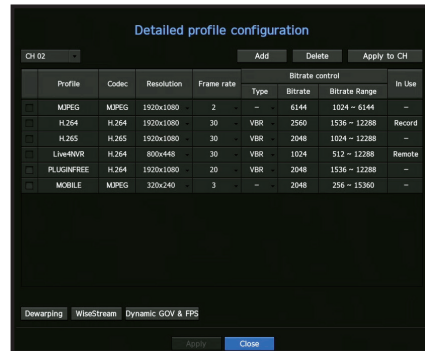 Detailed profile configuration
CH 02 Add Delete Apply to CH
Profile Codec Resolution Frame rate Bitrate control In Use
Type Bitrate Bitrate Range
MJPEG MJPEG 1920x1080 2 – 6144 1024 ~ 6144 –
H.264 H.264 1920x1080 30 VBR 2560 1536 ~ 12288 Record
H.265 H.265 1920x1080 30 VBR 2048 1024 ~ 12288 –
Live4NVR H.264 800x448 30 VBR 1024 512 ~ 12288 Remote
PLUGINFREE H.264 1920x1080 20 VBR 2048 1536 ~ 12288 –
MOBILE MJPEG 320x240 3 – 2048 256 ~ 15360 –
Dewarping WiseStream Dynamic GOV & FPS
Apply Close